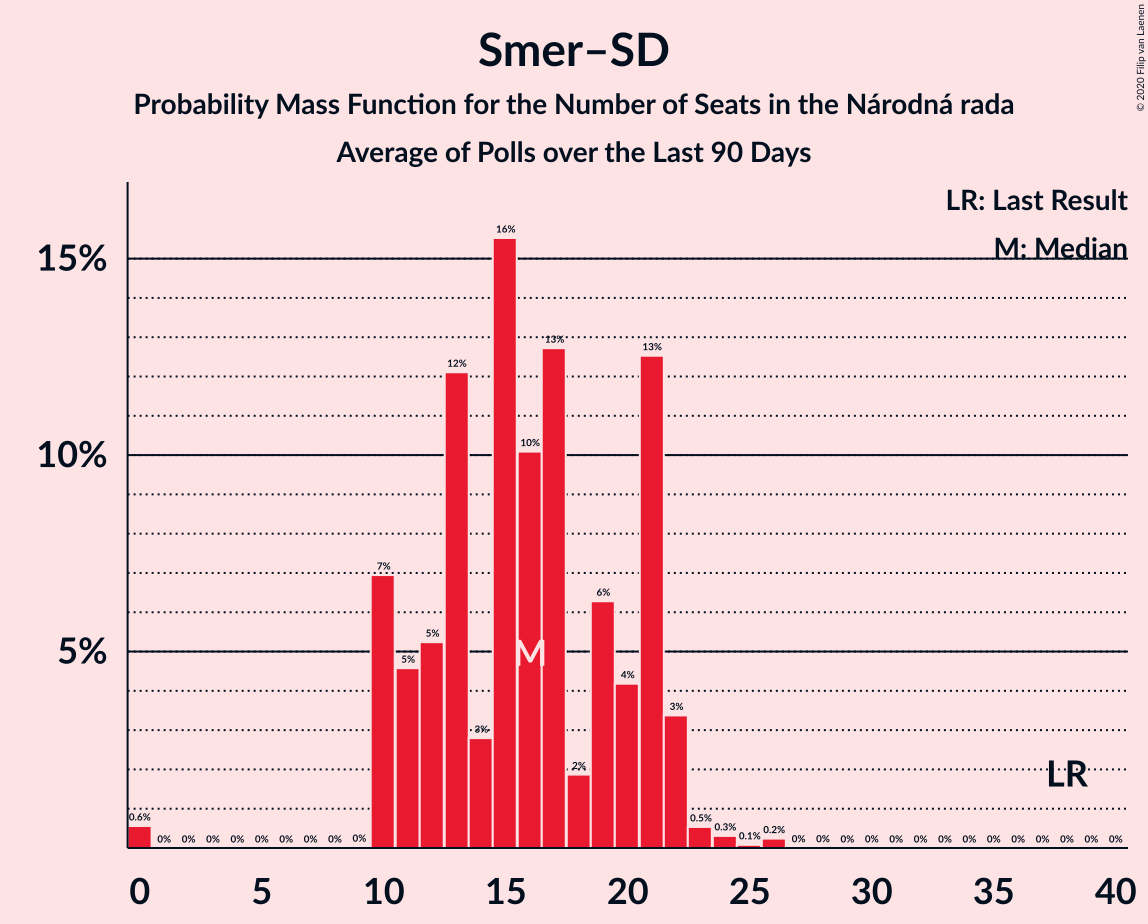 Smer–SD
Probability Mass Function for the Number of Seats in the Národná rada
Average of Polls over the Last 90 Days
© 2020 Filip van Laenen
LR: Last Result
M: Median
15%
10%
5%
0.6% 0% 0% 0% 0% 0% 0% 0% 0% 0% 7% 5% 5% 12% 3% 16% 10% 13% 2% 6% 4% 13% 3% 0.5% 0.3% 0.1% 0.2% 0% 0% 0% 0% 0% 0% 0% 0% 0% 0% 0% 0% 0% 0%
M
LR
0 5 10 15 20 25 30 35 40